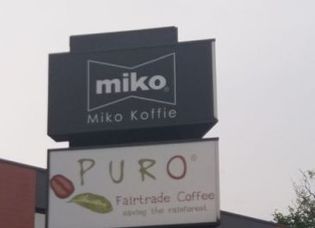 miko®
Miko Koffie
PURO®
Fairtrade Coffee
saving the rainforest